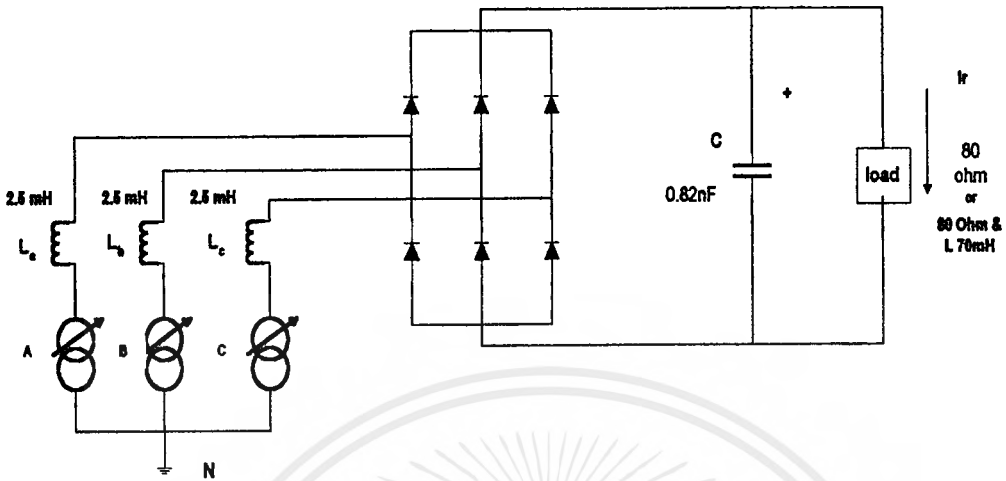 Ir
+
C
0.82nF
load
80
ohm
or
80 Ohm &
L 70mH
2.5 mH
2.5 mH
2.5 mH
La
Lb
Lc
A
B
C
N